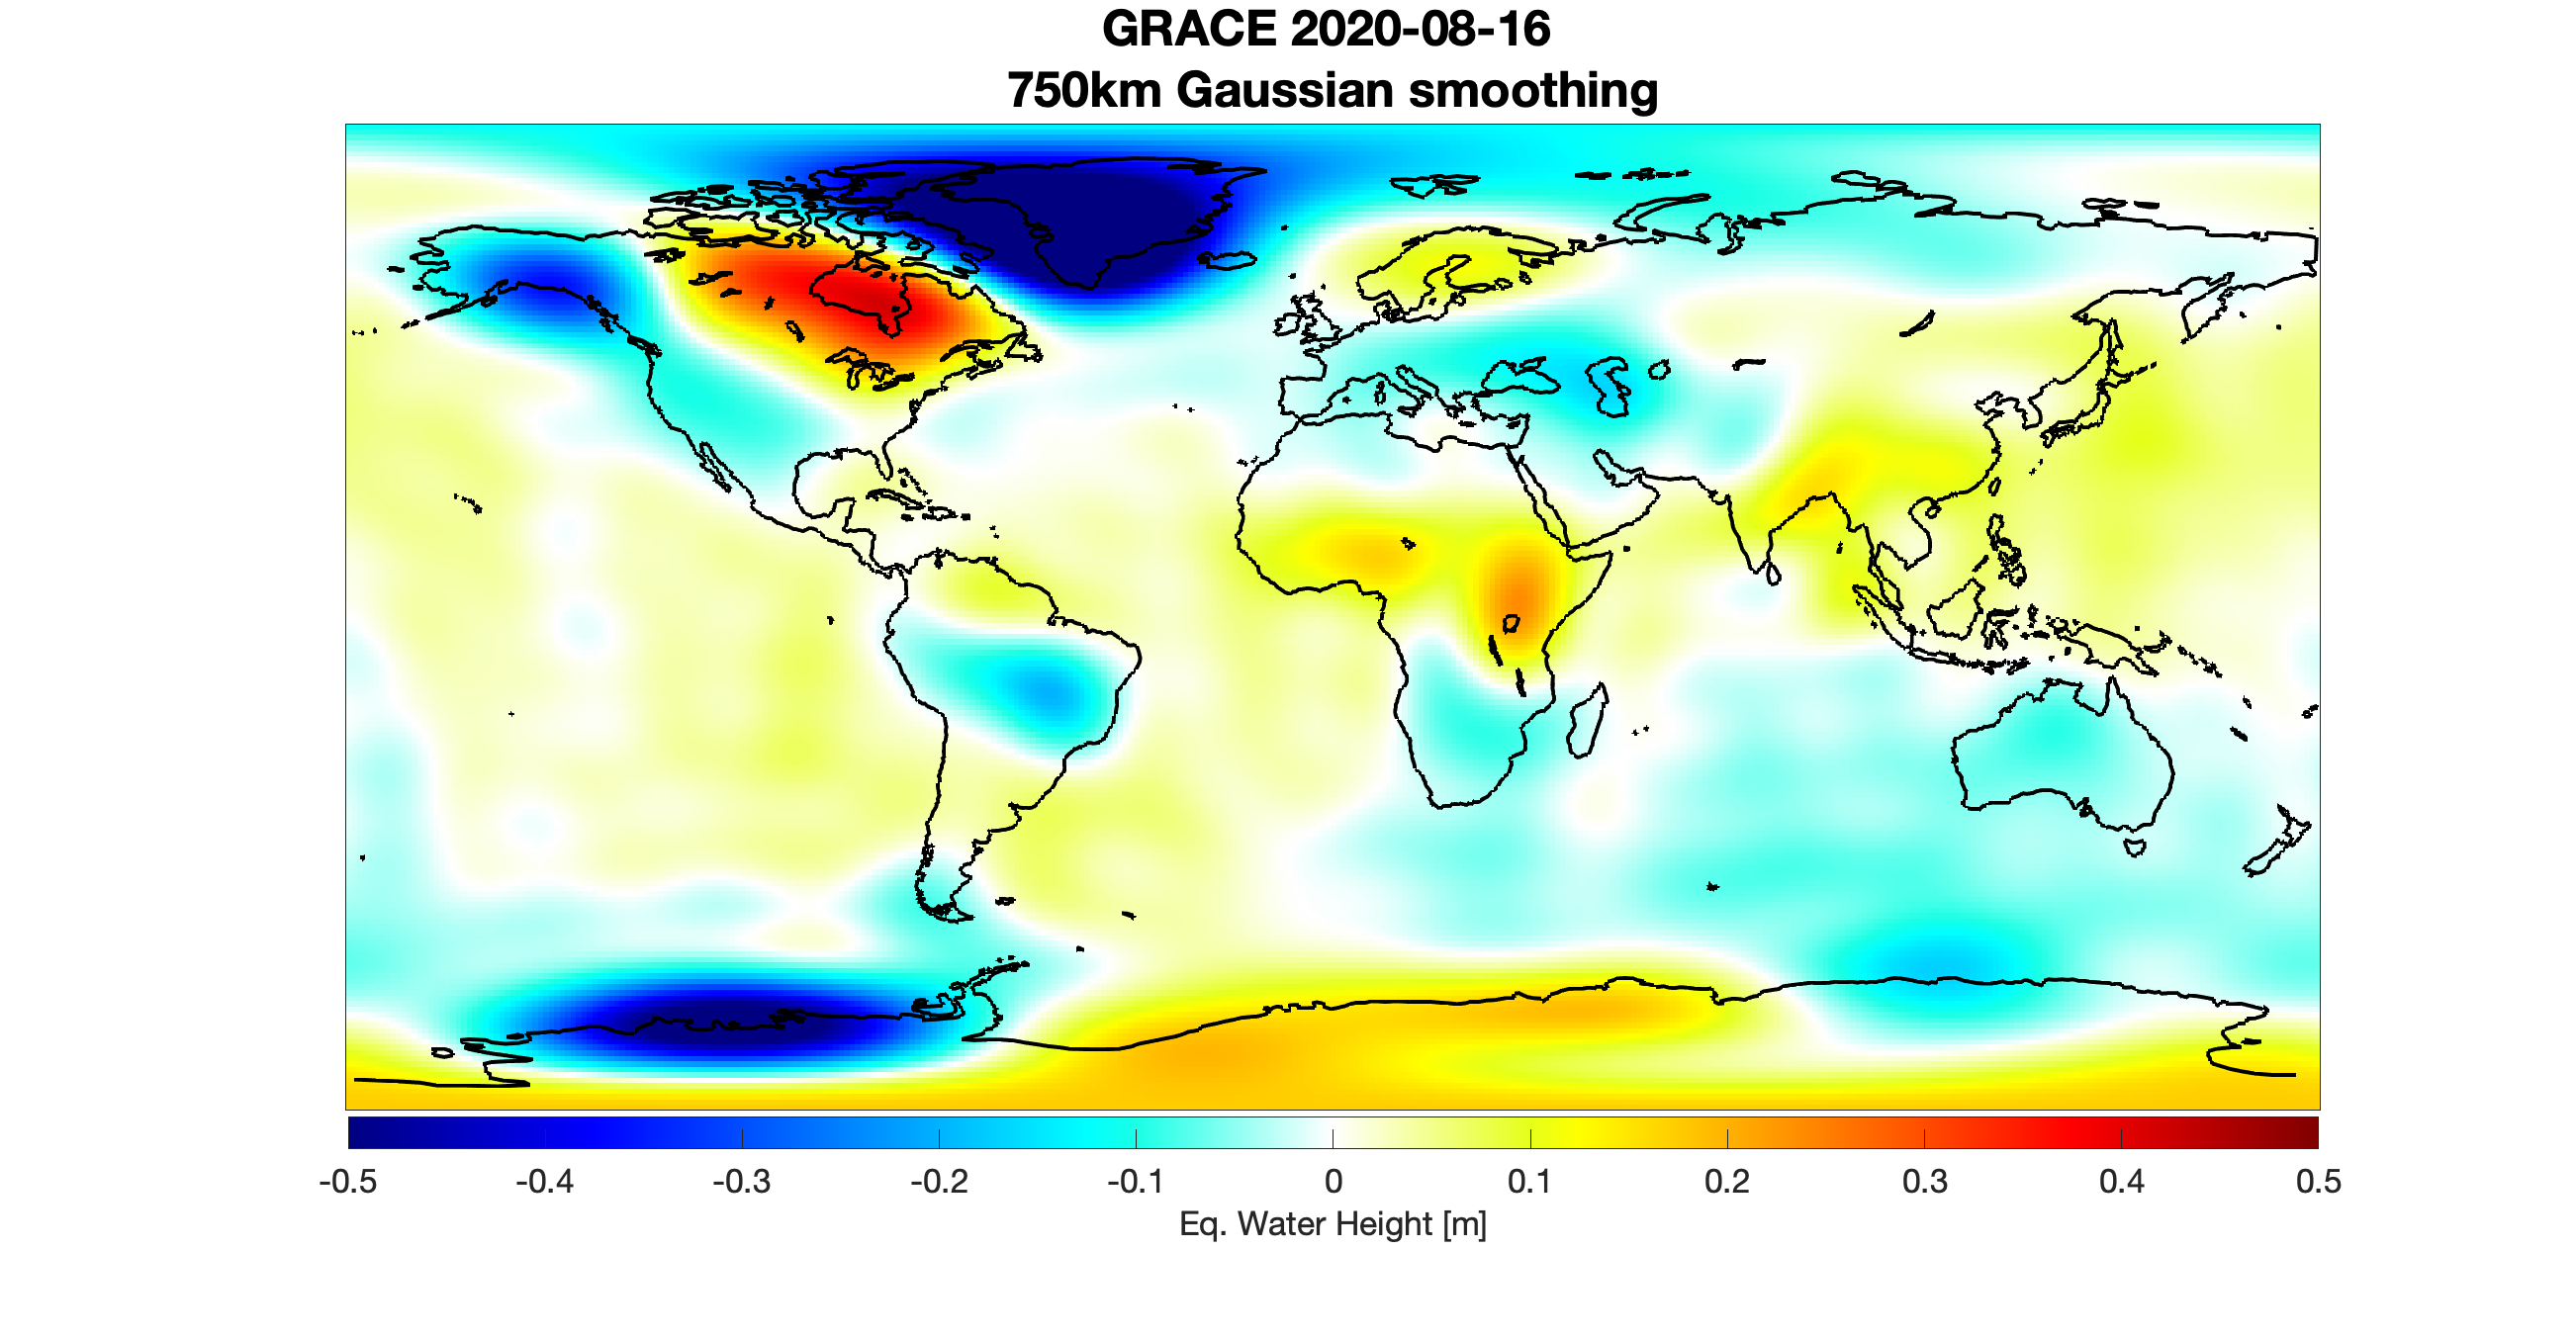 GRACE 2020-08-16
750km Gaussian smoothing
-0.5 -0.4 -0.3 -0.2 -0.1 0 0.1 0.2 0.3 0.4 0.5
Eq. Water Height [m]